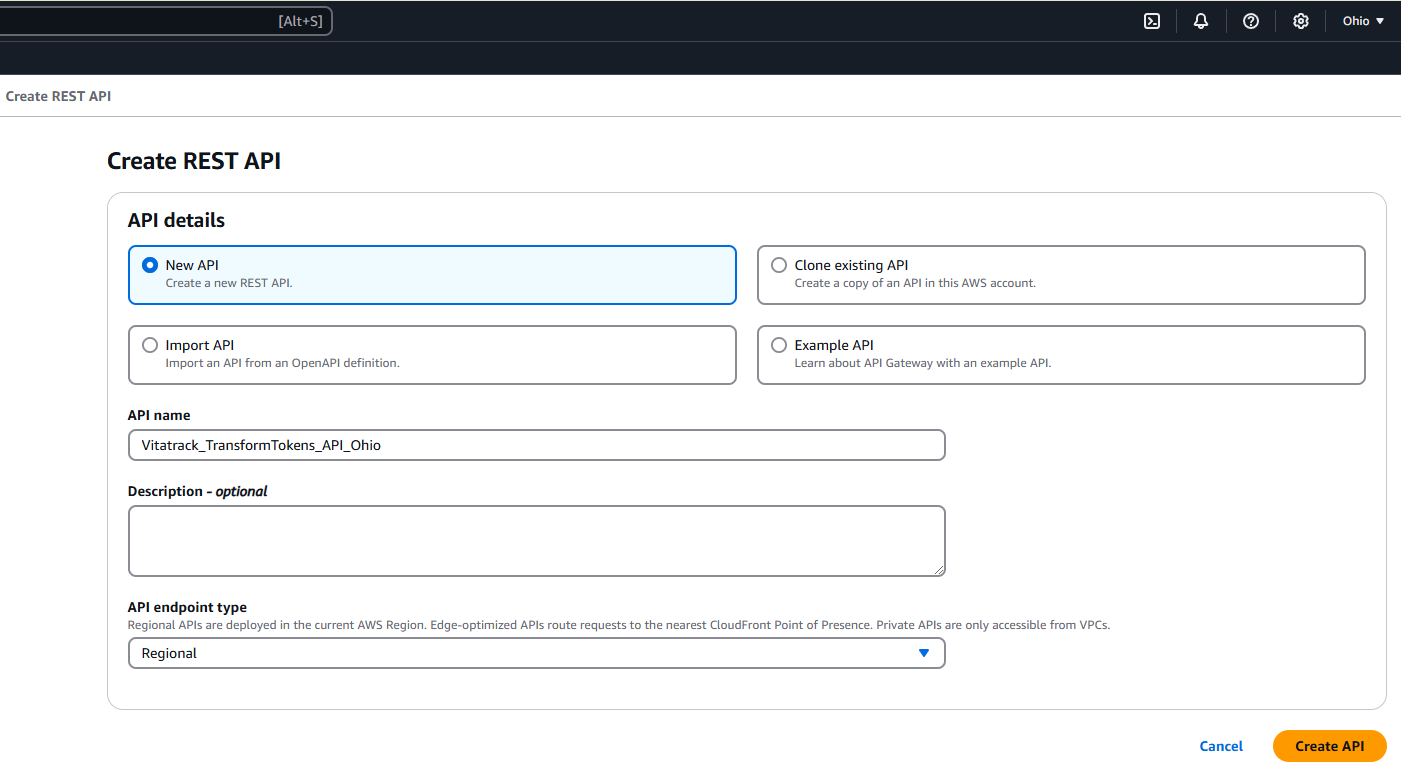 [Alt+S]
Ohio
Create REST API
Create REST API
API details
New API
Create a new REST API.
Clone existing API
Create a copy of an API in this AWS account.
Import API
Import an API from an OpenAPI definition.
Example API
Learn about API Gateway with an example API.
API name
Vitatrack_TransformTokens_API_Ohio
Description - optional
API endpoint type
Regional APIs are deployed in the current AWS Region. Edge-optimized APIs route requests to the nearest CloudFront Point of Presence. Private APIs are only accessible from VPCs.
Regional
Cancel
Create API